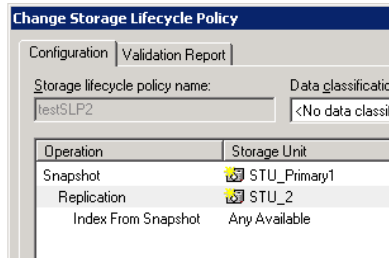 Change Storage Lifecycle Policy
Configuration Validation Report
Storage lifecycle policy name: Data classificatio
testSLP2 <No data classi
Operation Storage Unit
Snapshot STU_Primary1
Replication STU_2
Index From Snapshot Any Available